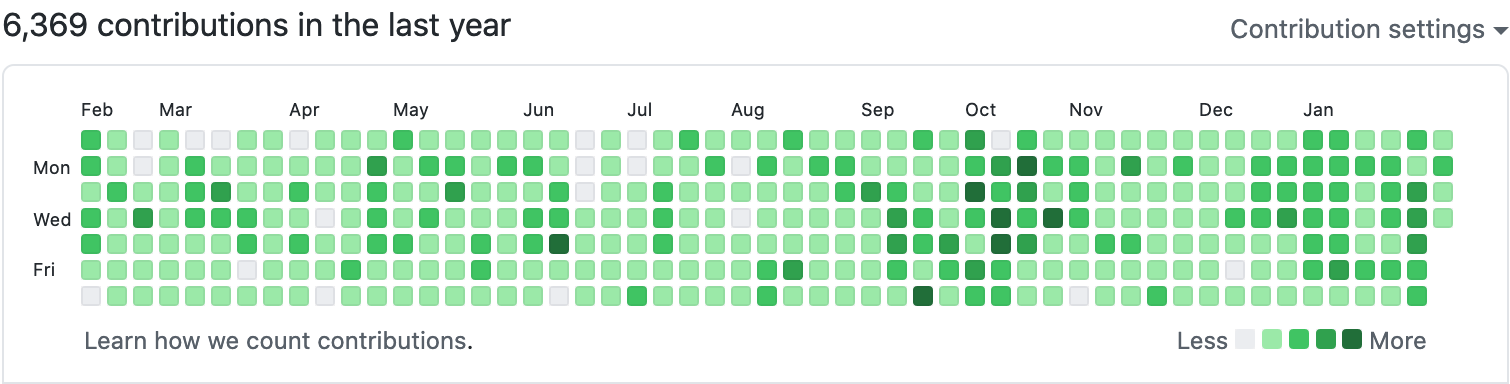 6,369 contributions in the last year
Contribution settings
Feb Mar Apr May Jun Jul Aug Sep Oct Nov Dec Jan
Mon
Wed
Fri
Learn how we count contributions.
Less More